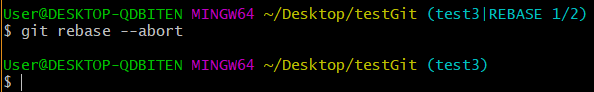 User@DESKTOP-QDBITEN MINGW64 ~/Desktop/testGit (test3|REBASE 1/2)
$ git rebase --abort
User@DESKTOP-QDBITEN MINGW64 ~/Desktop/testGit (test3)
$